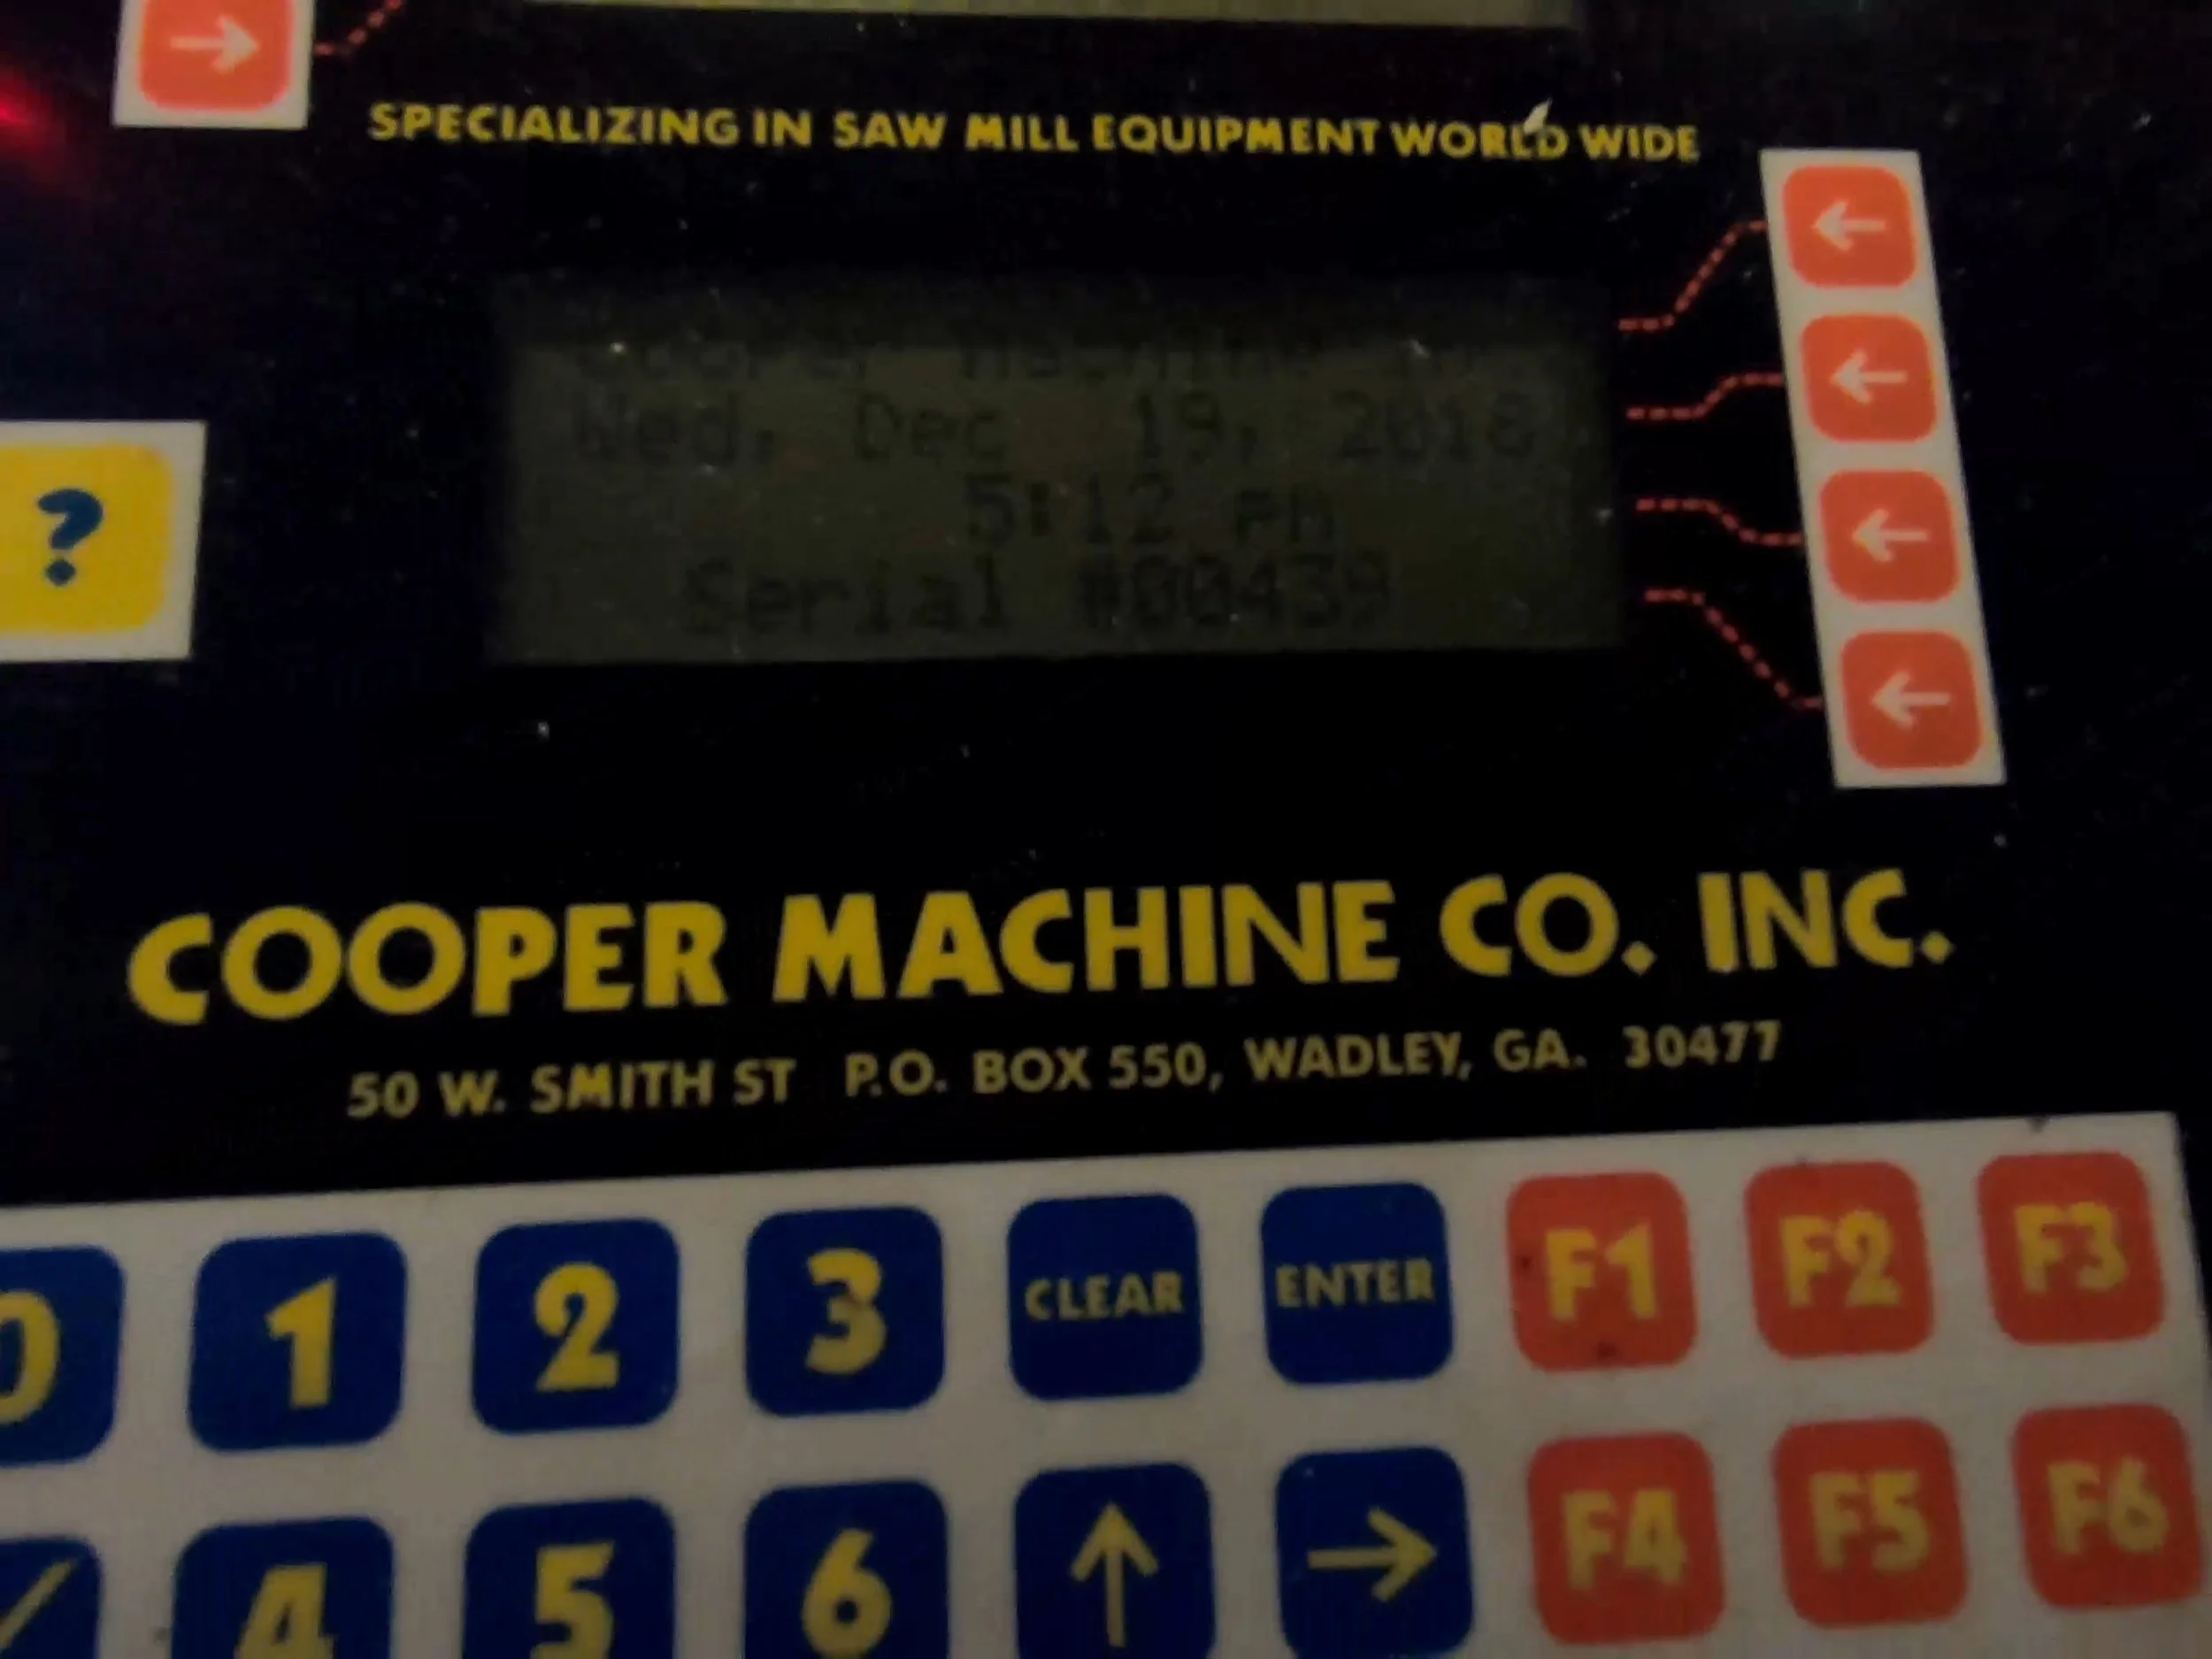 →
SPECIALIZING IN SAW MILL EQUIPMENT WORLD WIDE
Cooper Machine
Wed, Dec 19, 2018
5:12 PM
Serial #00439
?
←
←
←
←
COOPER MACHINE CO. INC.
50 W. SMITH ST P.O. BOX 550, WADLEY, GA. 30477
0 1 2 3 CLEAR ENTER F1 F2 F3
4 5 6 ↑ → F4 F5 F6